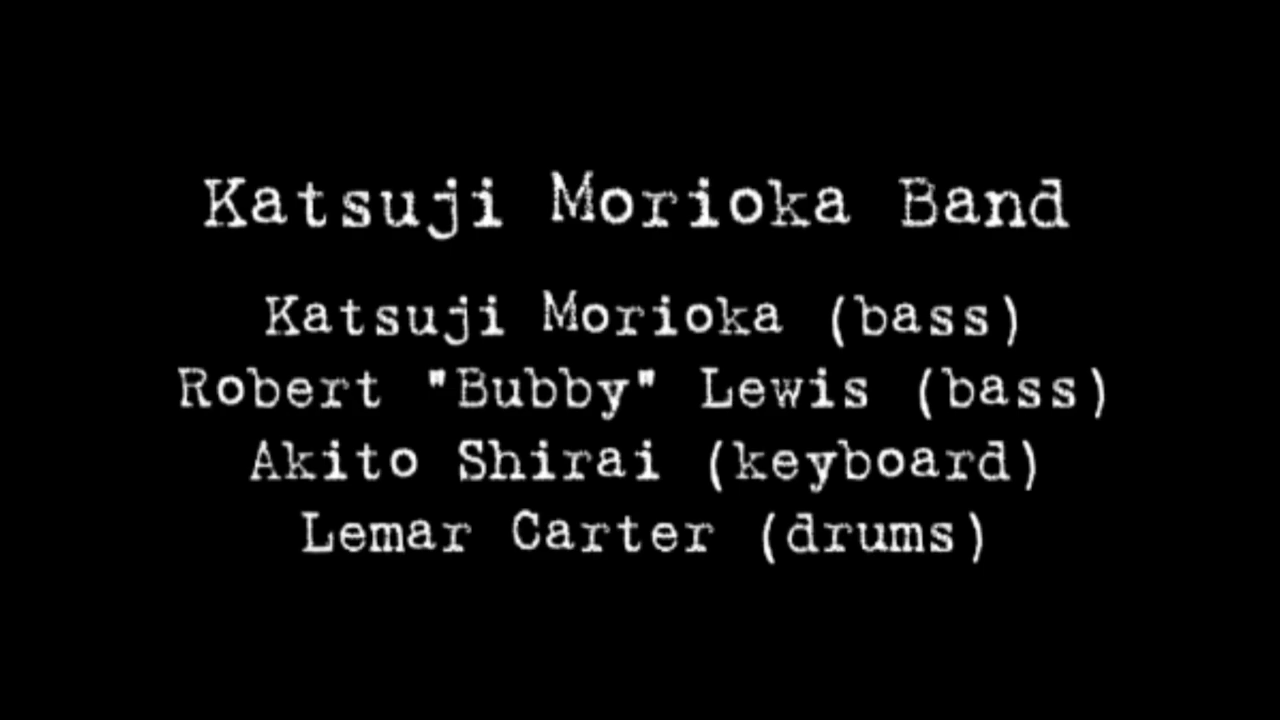 Katsuji Morioka Band
Katsuji Morioka (bass)
Robert "Bubby" Lewis (bass)
Akito Shirai (keyboard)
Lemar Carter (drums)